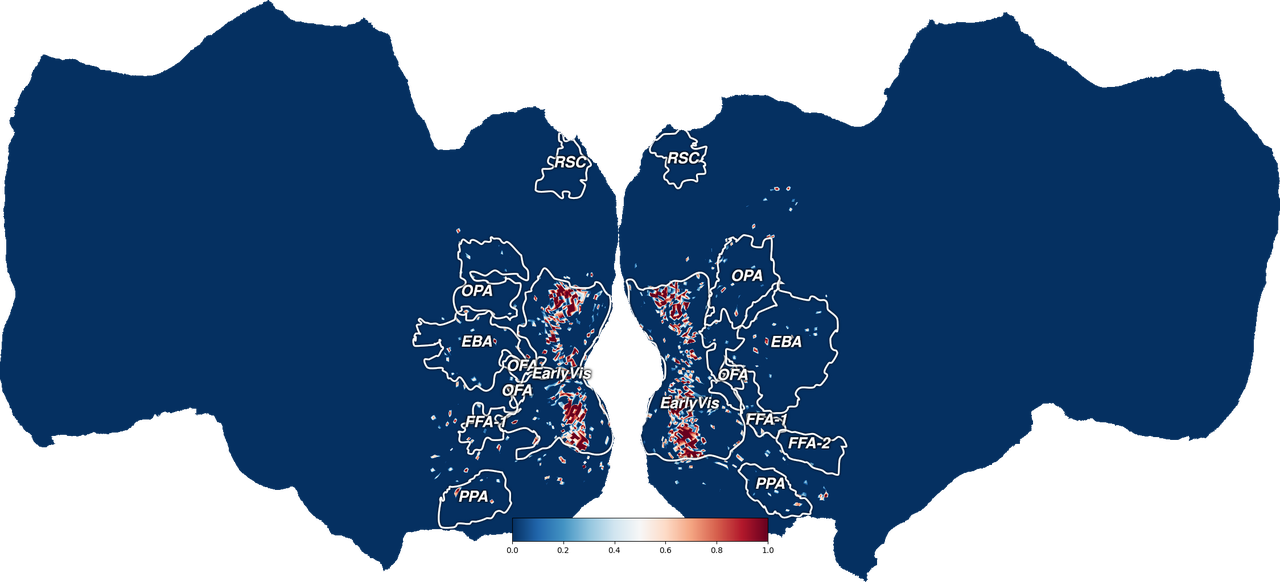 RSC
RSC
OPA
OPA
EBA
EBA
OFA
EarlyVis
OFA
OFA
EarlyVis
FFA-1
FFA-1
FFA-2
PPA
PPA
0.0 0.2 0.4 0.6 0.8 1.0